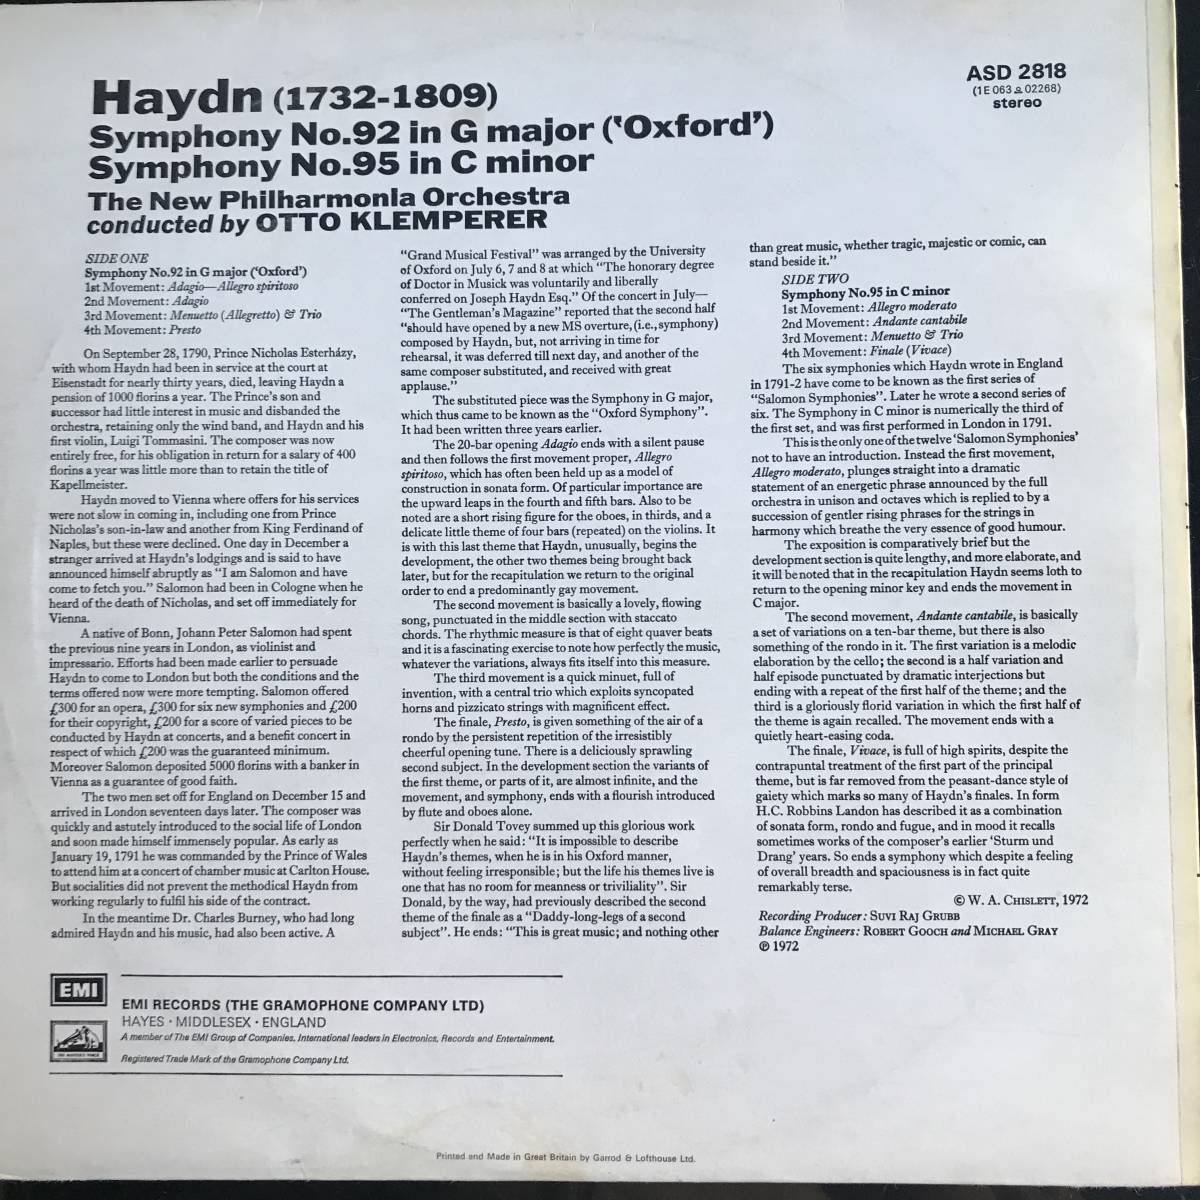 Haydn (1732-1809)
Symphony No.92 in G major (‘Oxford’)
Symphony No.95 in C minor
The New Philharmonia Orchestra
conducted by OTTO KLEMPERER
ASD 2818
(1E 063 02268)
stereo
SIDE ONE
Symphony No.92 in G major (‘Oxford’)
1st Movement: Adagio—Allegro spiritoso
2nd Movement: Adagio
3rd Movement: Menuetto (Allegretto) & Trio
4th Movement: Presto
On September 28, 1790, Prince Nicholas Esterházy,
with whom Haydn had been in service at the court at
Eisenstadt for nearly thirty years, died, leaving Haydn a
pension of 1000 florins a year. The Prince's son and
successor had little interest in music and disbanded the
orchestra, retaining only the wind band, and Haydn and his
first violin, Luigi Tommasini. The composer was now
entirely free, for his obligation in return for a salary of 400
florins a year was little more than to retain the title of
Kapellmeister.
Haydn moved to Vienna where offers for his services
were not slow in coming in, including one from Prince
Nicholas's son-in-law and another from King Ferdinand of
Naples, but these were declined. One day in December a
stranger arrived at Haydn's lodgings and is said to have
announced himself abruptly as “I am Salomon and have
come to fetch you.” Salomon had been in Cologne when he
heard of the death of Nicholas, and set off immediately for
Vienna.
A native of Bonn, Johann Peter Salomon had spent
the previous nine years in London, as violinist and
impressario. Efforts had been made earlier to persuade
Haydn to come to London but both the conditions and the
terms offered now were more tempting. Salomon offered
£300 for an opera, £300 for six new symphonies and £200
for their copyright, £200 for a score of varied pieces to be
conducted by Haydn at concerts, and a benefit concert in
respect of which £200 was the guaranteed minimum.
Moreover Salomon deposited 5000 florins with a banker in
Vienna as a guarantee of good faith.
The two men set off for England on December 15 and
arrived in London seventeen days later. The composer was
quickly and astutely introduced to the social life of London
and soon made himself immensely popular. As early as
January 19, 1791 he was commanded by the Prince of Wales
to attend him at a concert of chamber music at Carlton House.
But socialities did not prevent the methodical Haydn from
working regularly to fulfil his side of the contract.
In the meantime Dr. Charles Burney, who had long
admired Haydn and his music, had also been active. A
“Grand Musical Festival” was arranged by the University
of Oxford on July 6, 7 and 8 at which “The honorary degree
of Doctor in Musick was voluntarily and liberally
conferred on Joseph Haydn Esq.” Of the concert in July—
“The Gentleman's Magazine” reported that the second half
“should have opened by a new MS overture, (i.e., symphony)
composed by Haydn, but, not arriving in time for
rehearsal, it was deferred till next day, and another of the
same composer substituted, and received with great
applause.”
The substituted piece was the Symphony in G major,
which thus came to be known as the “Oxford Symphony”.
It had been written three years earlier.
The 20-bar opening Adagio ends with a silent pause
and then follows the first movement proper, Allegro
spiritoso, which has often been held up as a model of
construction in sonata form. Of particular importance are
the upward leaps in the fourth and fifth bars. Also to be
noted are a short rising figure for the oboes, in thirds, and a
delicate little theme of four bars (repeated) on the violins. It
is with this last theme that Haydn, unusually, begins the
development, the other two themes being brought back
later, but for the recapitulation we return to the original
order to end a predominantly gay movement.
The second movement is basically a lovely, flowing
song, punctuated in the middle section with staccato
chords. The rhythmic measure is that of eight quaver beats
and it is a fascinating exercise to note how perfectly the music,
whatever the variations, always fits itself into this measure.
The third movement is a quick minuet, full of
invention, with a central trio which exploits syncopated
horns and pizzicato strings with magnificent effect.
The finale, Presto, is given something of the air of a
rondo by the persistent repetition of the irresistibly
cheerful opening tune. There is a deliciously sprawling
second subject. In the development section the variants of
the first theme, or parts of it, are almost infinite, and the
movement, and symphony, ends with a flourish introduced
by flute and oboes alone.
Sir Donald Tovey summed up this glorious work
perfectly when he said: “It is impossible to describe
Haydn's themes, when he is in his Oxford manner,
without feeling irresponsible; but the life his themes live is
one that has no room for meanness or triviliality”. Sir
Donald, by the way, had previously described the second
theme of the finale as a “Daddy-long-legs of a second
subject”. He ends: “This is great music; and nothing other
than great music, whether tragic, majestic or comic, can
stand beside it.”
SIDE TWO
Symphony No.95 in C minor
1st Movement: Allegro moderato
2nd Movement: Andante cantabile
3rd Movement: Menuetto & Trio
4th Movement: Finale (Vivace)
The six symphonies which Haydn wrote in England
in 1791-2 have come to be known as the first series of
“Salomon Symphonies”. Later he wrote a second series of
six. The Symphony in C minor is numerically the third of
the first set, and was first performed in London in 1791.
This is the only one of the twelve ‘Salomon Symphonies’
not to have an introduction. Instead the first movement,
Allegro moderato, plunges straight into a dramatic
statement of an energetic phrase announced by the full
orchestra in unison and octaves which is replied to by a
succession of gentler rising phrases for the strings in
harmony which breathe the very essence of good humour.
The exposition is comparatively brief but the
development section is quite lengthy, and more elaborate, and
it will be noted that in the recapitulation Haydn seems loth to
return to the opening minor key and ends the movement in
C major.
The second movement, Andante cantabile, is basically
a set of variations on a ten-bar theme, but there is also
something of the rondo in it. The first variation is a melodic
elaboration by the cello; the second is a half variation and
half episode punctuated by dramatic interjections but
ending with a repeat of the first half of the theme; and the
third is a gloriously florid variation in which the first half of
the theme is again recalled. The movement ends with a
quietly heart-easing coda.
The finale, Vivace, is full of high spirits, despite the
contrapuntal treatment of the first part of the principal
theme, but is far removed from the peasant-dance style of
gaiety which marks so many of Haydn's finales. In form
H.C. Robbins Landon has described it as a combination
of sonata form, rondo and fugue, and in mood it recalls
sometimes works of the composer's earlier ‘Sturm und
Drang’ years. So ends a symphony which despite a feeling
of overall breadth and spaciousness is in fact quite
remarkably terse.
© W. A. CHISLETT, 1972
Recording Producer: SUVI RAJ GRUBB
Balance Engineers: ROBERT GOOCH and MICHAEL GRAY
℗ 1972
EMI
EMI RECORDS (THE GRAMOPHONE COMPANY LTD)
HAYES · MIDDLESEX · ENGLAND
A member of The EMI Group of Companies. International leaders in Electronics, Records and Entertainment.
Registered Trade Mark of the Gramophone Company Ltd.
Printed and Made in Great Britain by Garrod & Lofthouse Ltd.